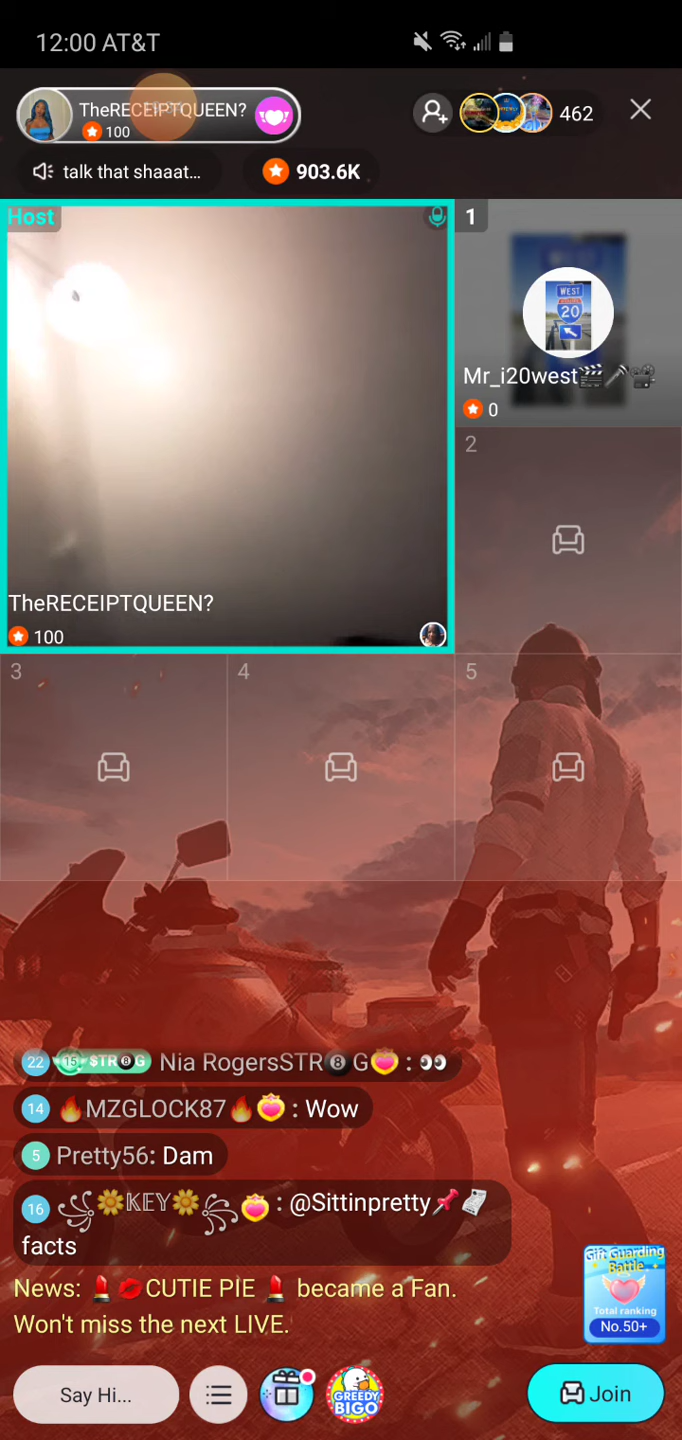 12:00 AT&T
TheRECEIPTQUEEN?
100
462
talk that shaaat...
903.6K
Host
1
WEST
20
Mr_i20west🎬🎤📽
0
2
TheRECEIPTQUEEN?
100
3
4
5
22 15 $TR🎱G Nia RogersSTR🎱G💝 : 👀
14 🔥MZGLOCK87🔥💝 : Wow
5 Pretty56: Dam
16 ꧁🌼𝕂𝔼𝕐🌼꧂💝 : @Sittinpretty📌🗞
facts
News: 💄💋CUTIE PIE 💄 became a Fan.
Won't miss the next LIVE.
Gift Guarding
Battle
Total ranking
No.50+
Say Hi...
GREEDY
BIGO
Join